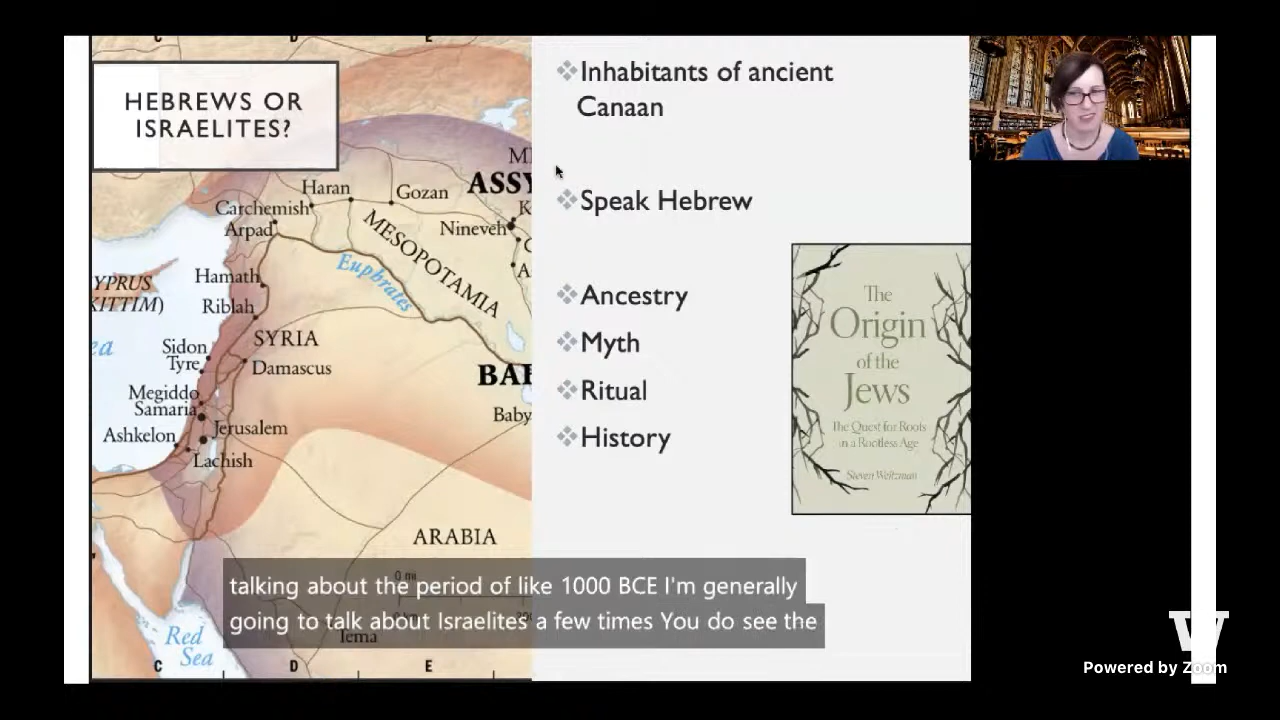 C D E
HEBREWS OR
ISRAELITES?
Haran
Gozan
ASSY
Carchemish
Arpad
Nineveh
MESOPOTAMIA
Euphrates
Hamath
YPRUS
KITTIM)
Riblah
SYRIA
Sidon
Tyre
Damascus
Megiddo
Samaria
Ashkelon
Jerusalem
Lachish
BAB
Baby
ARABIA
Tema
Red
Sea
C D E
Inhabitants of ancient
Canaan
Speak Hebrew
Ancestry
Myth
Ritual
History
The
Origin
of the
Jews
The Quest for Roots
in a Rootless Age
Steven Weitzman
talking about the period of like 1000 BCE I'm generally
going to talk about Israelites a few times You do see the
W
Powered by Zoom